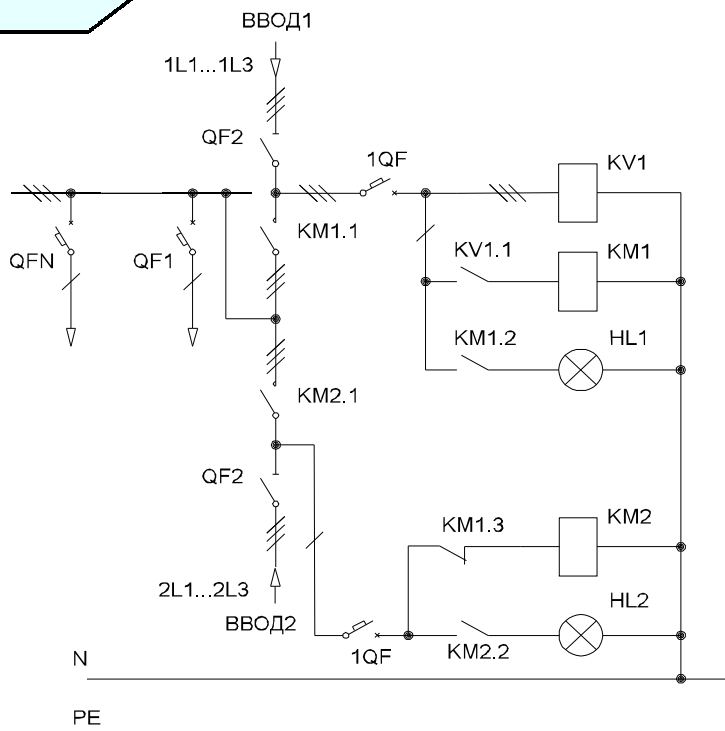 ВВОД1
1L1...1L3
QF2
1QF
KV1
QFN
QF1
KM1.1
KV1.1
KM1
KM1.2
HL1
KM2.1
QF2
KM1.3
KM2
2L1...2L3
ВВОД2
1QF
KM2.2
HL2
N
PE